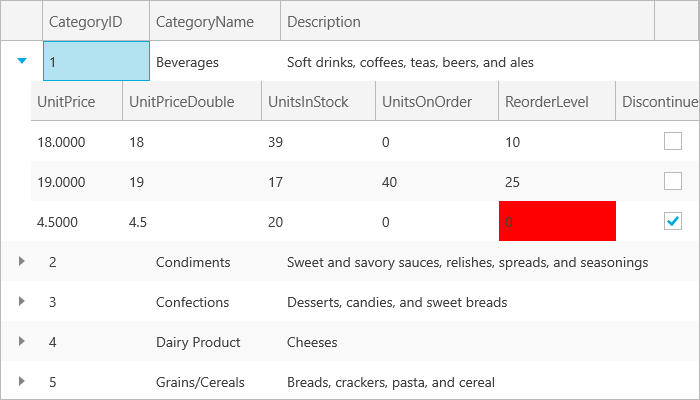 CategoryID CategoryName Description
1 Beverages Soft drinks, coffees, teas, beers, and ales
UnitPrice UnitPriceDouble UnitsInStock UnitsOnOrder ReorderLevel Discontinue
18.0000 18 39 0 10
19.0000 19 17 40 25
4.5000 4.5 20 0 0
2 Condiments Sweet and savory sauces, relishes, spreads, and seasonings
3 Confections Desserts, candies, and sweet breads
4 Dairy Product Cheeses
5 Grains/Cereals Breads, crackers, pasta, and cereal